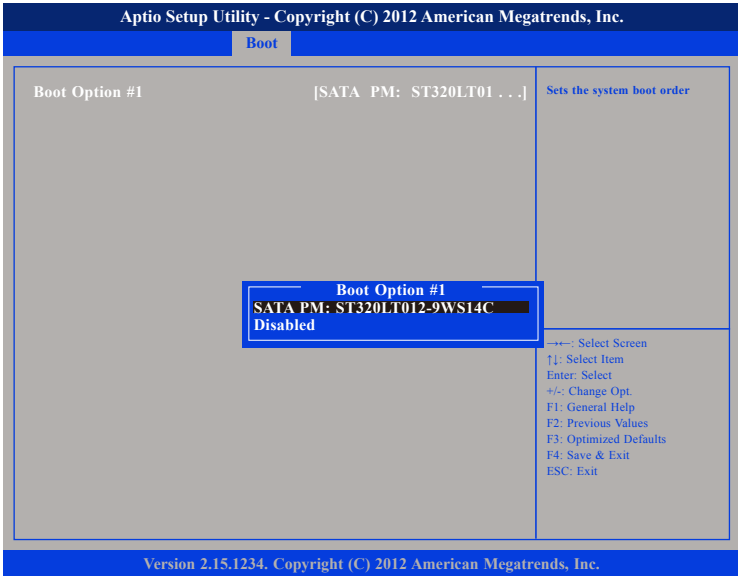 Aptio Setup Utility - Copyright (C) 2012 American Megatrends, Inc.
Boot
Boot Option #1 [SATA PM: ST320LT01 . . .]
Sets the system boot order
Boot Option #1
SATA PM: ST320LT012-9WS14C
Disabled
→←: Select Screen
↑↓: Select Item
Enter: Select
+/-: Change Opt.
F1: General Help
F2: Previous Values
F3: Optimized Defaults
F4: Save & Exit
ESC: Exit
Version 2.15.1234. Copyright (C) 2012 American Megatrends, Inc.